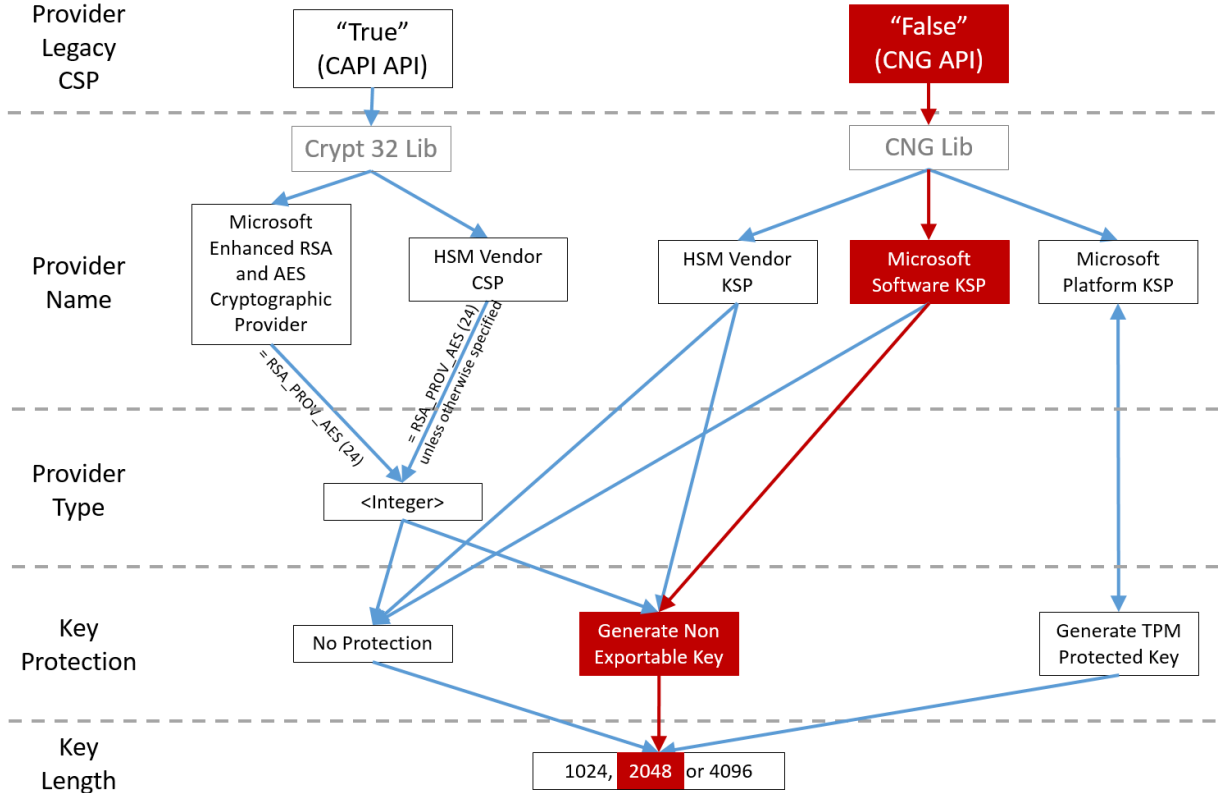 Provider
Legacy
CSP
“True”
(CAPI API)
“False”
(CNG API)
Provider
Name
Crypt 32 Lib
CNG Lib
Microsoft
Enhanced RSA
and AES
Cryptographic
Provider
HSM Vendor
CSP
HSM Vendor
KSP
Microsoft
Software KSP
Microsoft
Platform KSP
= RSA_PROV_AES (24)
= RSA_PROV_AES (24)
unless otherwise specified
Provider
Type
<Integer>
Key
Protection
No Protection
Generate Non
Exportable Key
Generate TPM
Protected Key
Key
Length
1024, 2048 or 4096